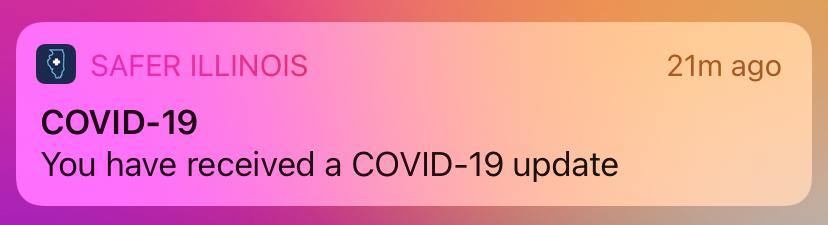 SAFER ILLINOIS 21m ago
COVID-19
You have received a COVID-19 update